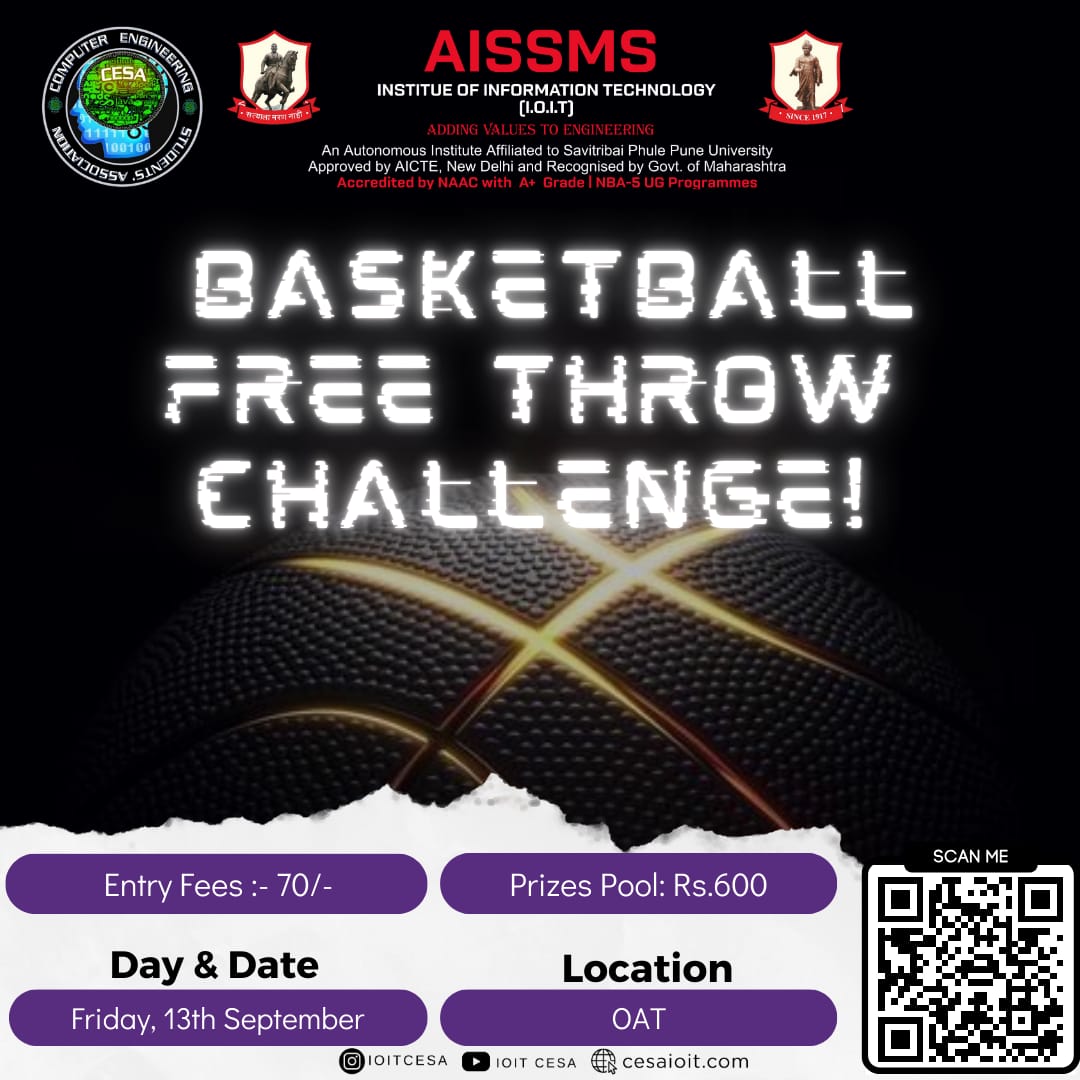 COMPUTER ENGINEERING
STUDENTS' ASSOCIATION
CESA
सत्याला मरण नाही
AISSMS
INSTITUE OF INFORMATION TECHNOLOGY
(I.O.I.T)
ADDING VALUES TO ENGINEERING
An Autonomous Institute Affiliated to Savitribai Phule Pune University
Approved by AICTE, New Delhi and Recognised by Govt. of Maharashtra
Accredited by NAAC with A+ Grade | NBA-5 UG Programmes
SINCE 1917
BASKETBALL
FREE THROW
CHALLENGE!
Entry Fees :- 70/-
Prizes Pool: Rs.600
SCAN ME
Day & Date
Location
Friday, 13th September
OAT
IOITCESA IOIT CESA cesaioit.com